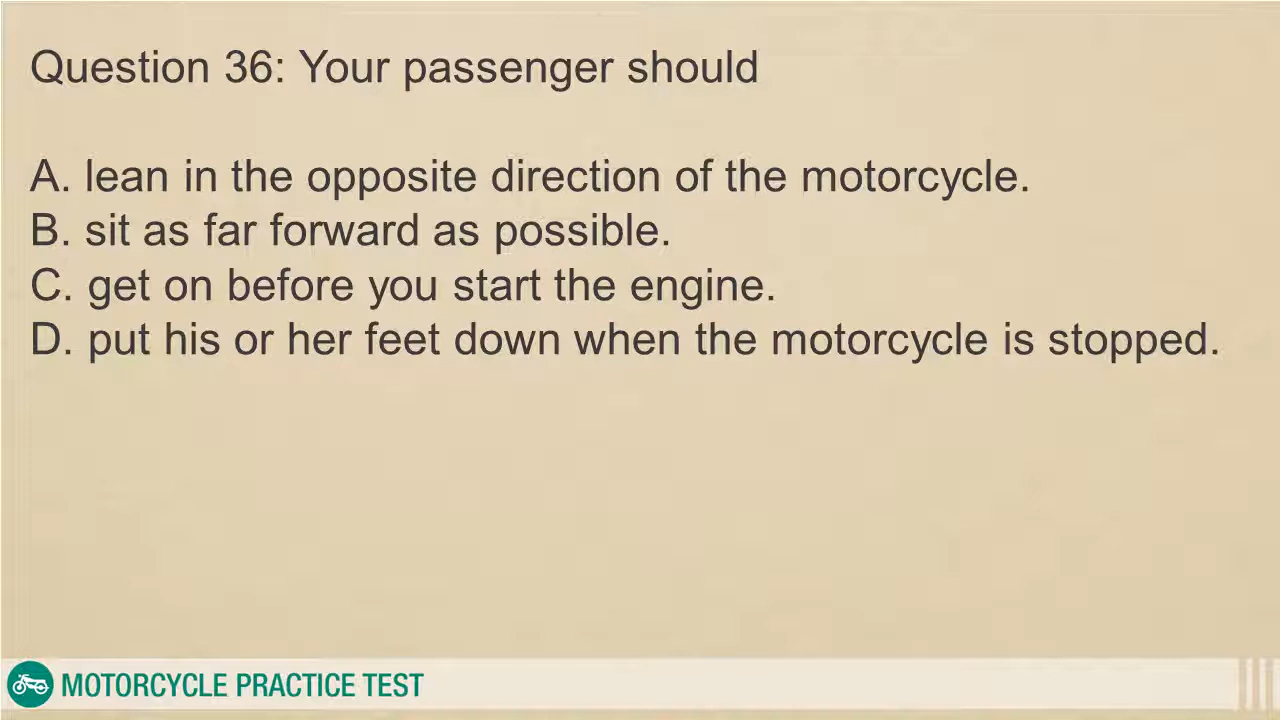 Question 36: Your passenger should
A. lean in the opposite direction of the motorcycle.
B. sit as far forward as possible.
C. get on before you start the engine.
D. put his or her feet down when the motorcycle is stopped.
MOTORCYCLE PRACTICE TEST